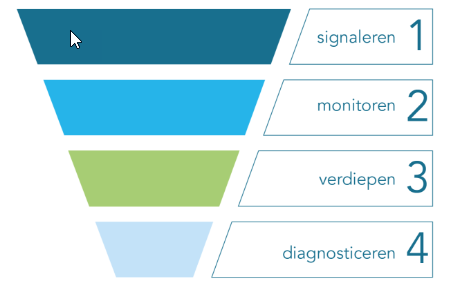 signaleren 1
monitoren 2
verdiepen 3
diagnosticeren 4